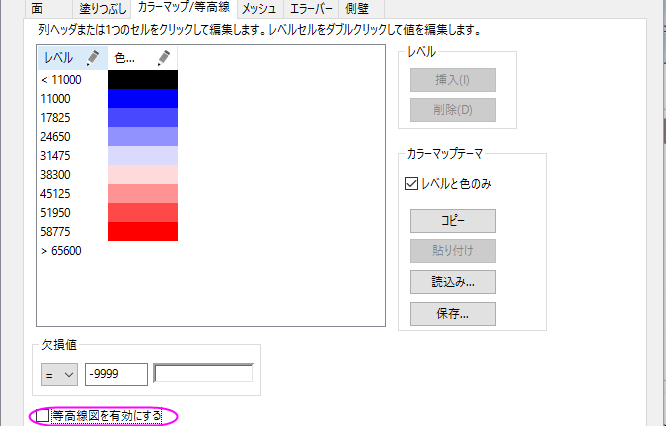 面 塗りつぶし カラーマップ/等高線 メッシュ エラーバー 側壁
列ヘッダまたは1つのセルをクリックして編集します。レベルセルをダブルクリックして値を編集します。
レベル 色...
< 11000
11000
17825
24650
31475
38300
45125
51950
58775
> 65600
レベル
挿入(I)
削除(D)
カラーマップテーマ
レベルと色のみ
コピー
貼り付け
読込み...
保存...
欠損値
= -9999
等高線図を有効にする